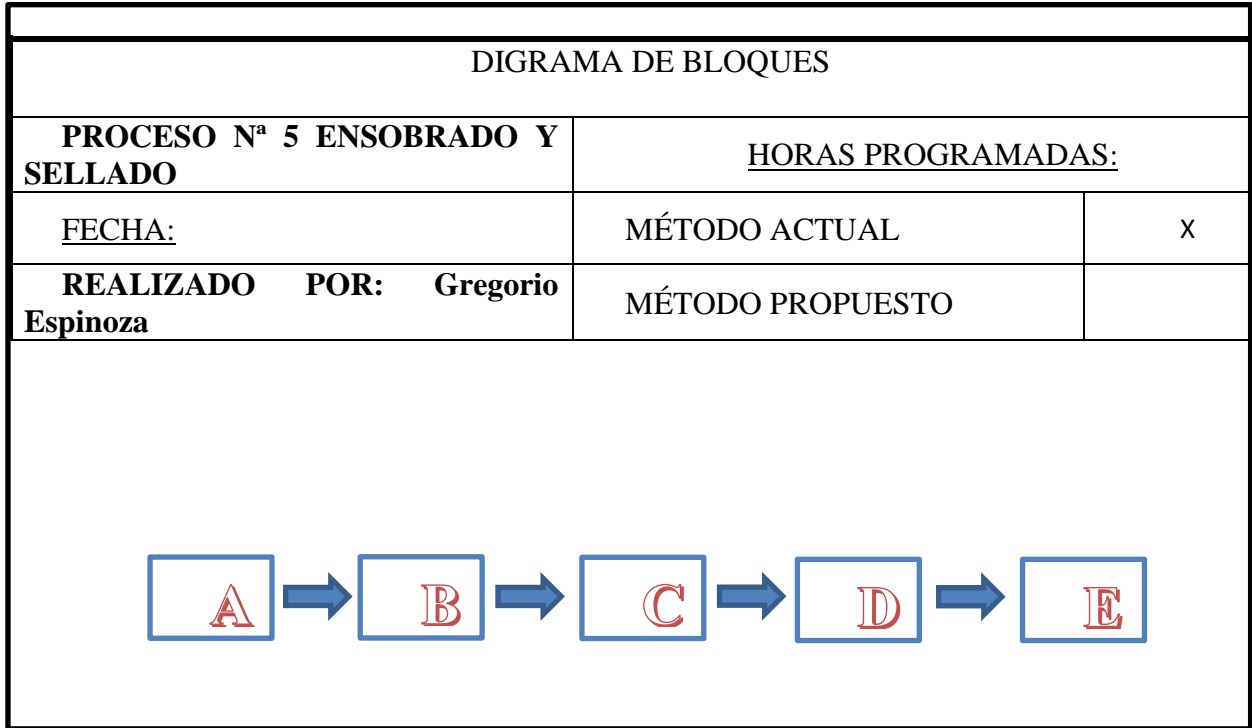 DIGRAMA DE BLOQUES
PROCESO Nª 5 ENSOBRADO Y
SELLADO
HORAS PROGRAMADAS:
FECHA:
MÉTODO ACTUAL
X
REALIZADO POR: Gregorio
Espinoza
MÉTODO PROPUESTO
A B C D E